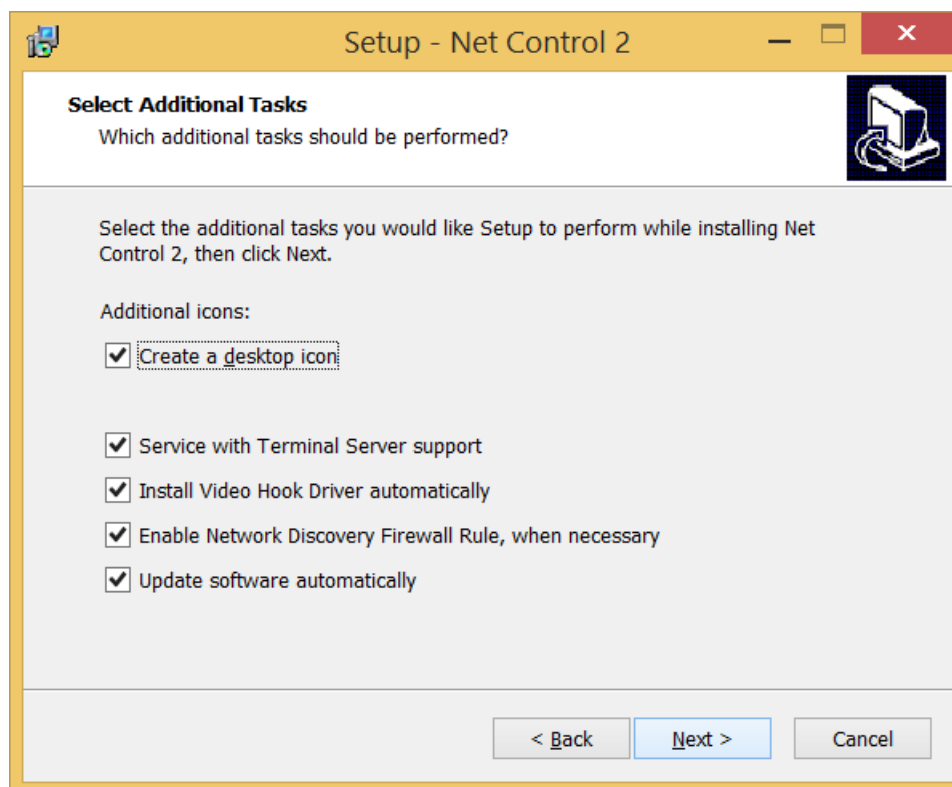 Setup - Net Control 2
Select Additional Tasks
Which additional tasks should be performed?
Select the additional tasks you would like Setup to perform while installing Net
Control 2, then click Next.
Additional icons:
Create a desktop icon
Service with Terminal Server support
Install Video Hook Driver automatically
Enable Network Discovery Firewall Rule, when necessary
Update software automatically
< Back Next > Cancel